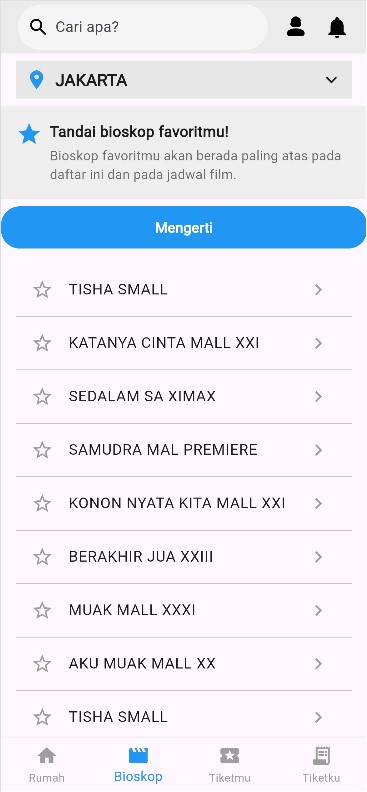 Cari apa?
JAKARTA
Tandai bioskop favoritmu!
Bioskop favoritmu akan berada paling atas pada
daftar ini dan pada jadwal film.
Mengerti
TISHA SMALL
KATANYA CINTA MALL XXI
SEDALAM SA XIMAX
SAMUDRA MAL PREMIERE
KONON NYATA KITA MALL XXI
BERAKHIR JUA XXIII
MUAK MALL XXXI
AKU MUAK MALL XX
TISHA SMALL
Rumah
Bioskop
Tiketmu
Tiketku